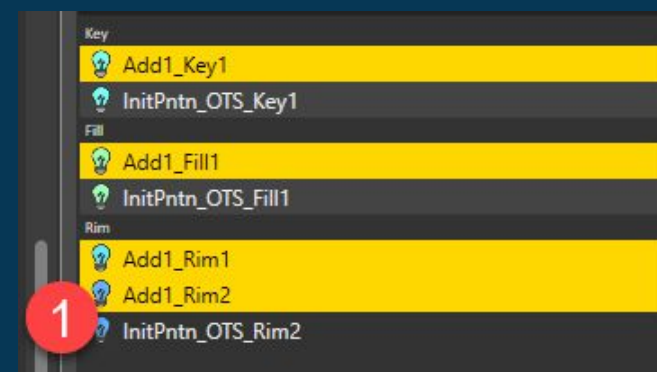 Key
Add1_Key1
InitPntn_OTS_Key1
Fill
Add1_Fill1
InitPntn_OTS_Fill1
Rim
Add1_Rim1
Add1_Rim2
1
InitPntn_OTS_Rim2